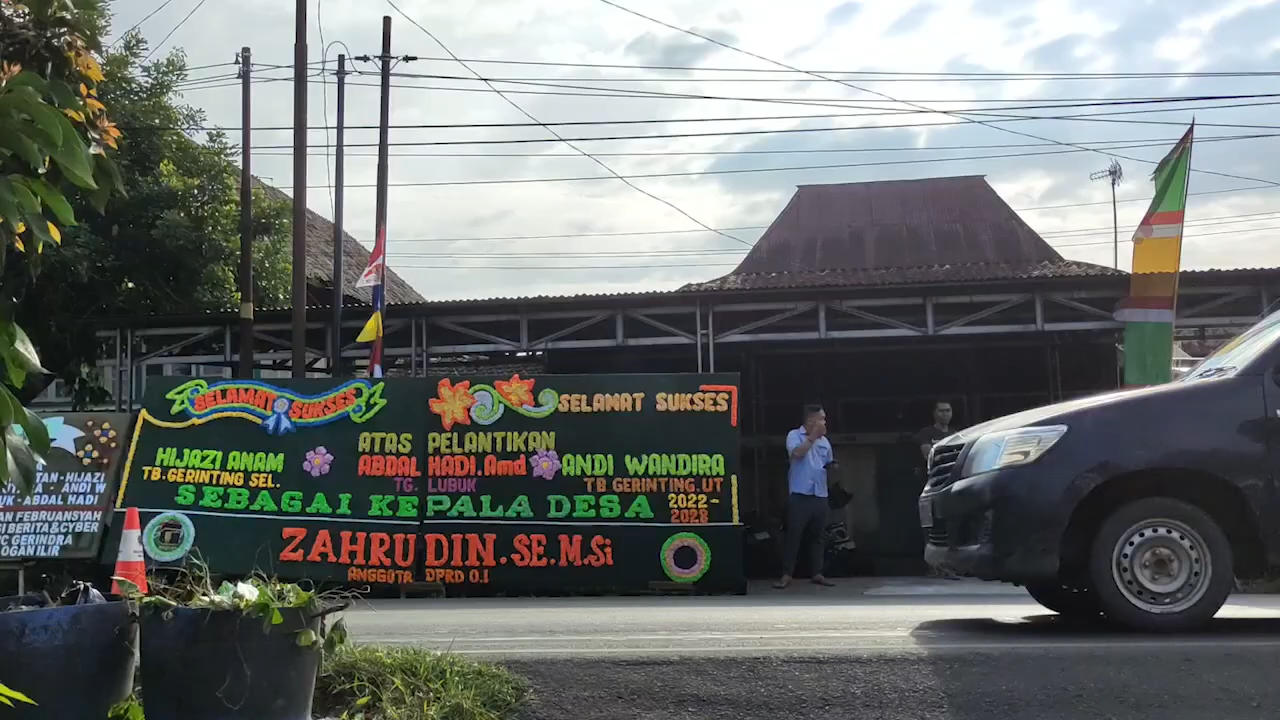 SELAMAT SUKSES
SELAMAT SUKSES
ATAS PELANTIKAN
HIJAZI ANAM
ABDAL HADI.Amd
ANDI WANDIRA
TB.GERINTING SEL.
TG. LUBUK
TB GERINTING.UT
SEBAGAI KEPALA DESA
2022-
2028
ZAHRUDIN.SE.M.Si
ANGGOTA DPRD O.I
TAN-HIJAZI
ANDI W
UK-ABDAL HADI
AN FEBRUANSYAH
SI BERITA&CYBER
PC GERINDRA
OGAN ILIR